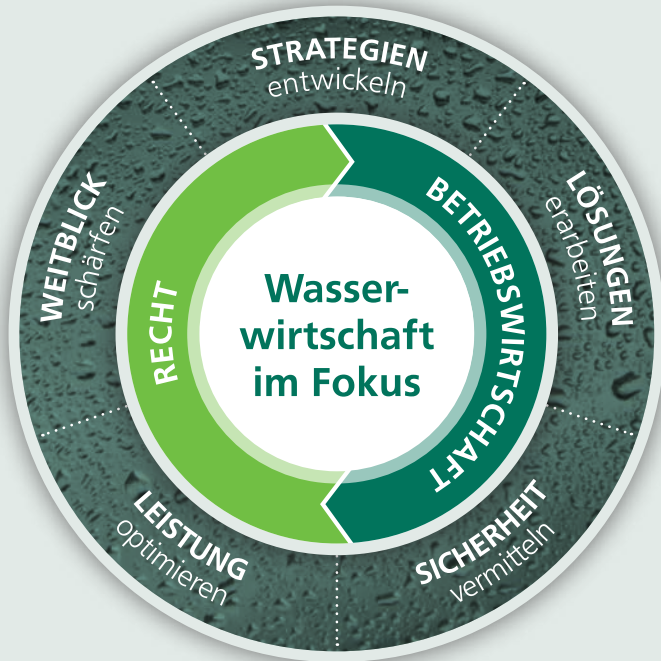 STRATEGIEN
entwickeln
LÖSUNGEN
erarbeiten
SICHERHEIT
vermitteln
LEISTUNG
optimieren
WEITBLICK
schärfen
RECHT
BETRIEBSWIRTSCHAFT
Wasser-
wirtschaft
im Fokus